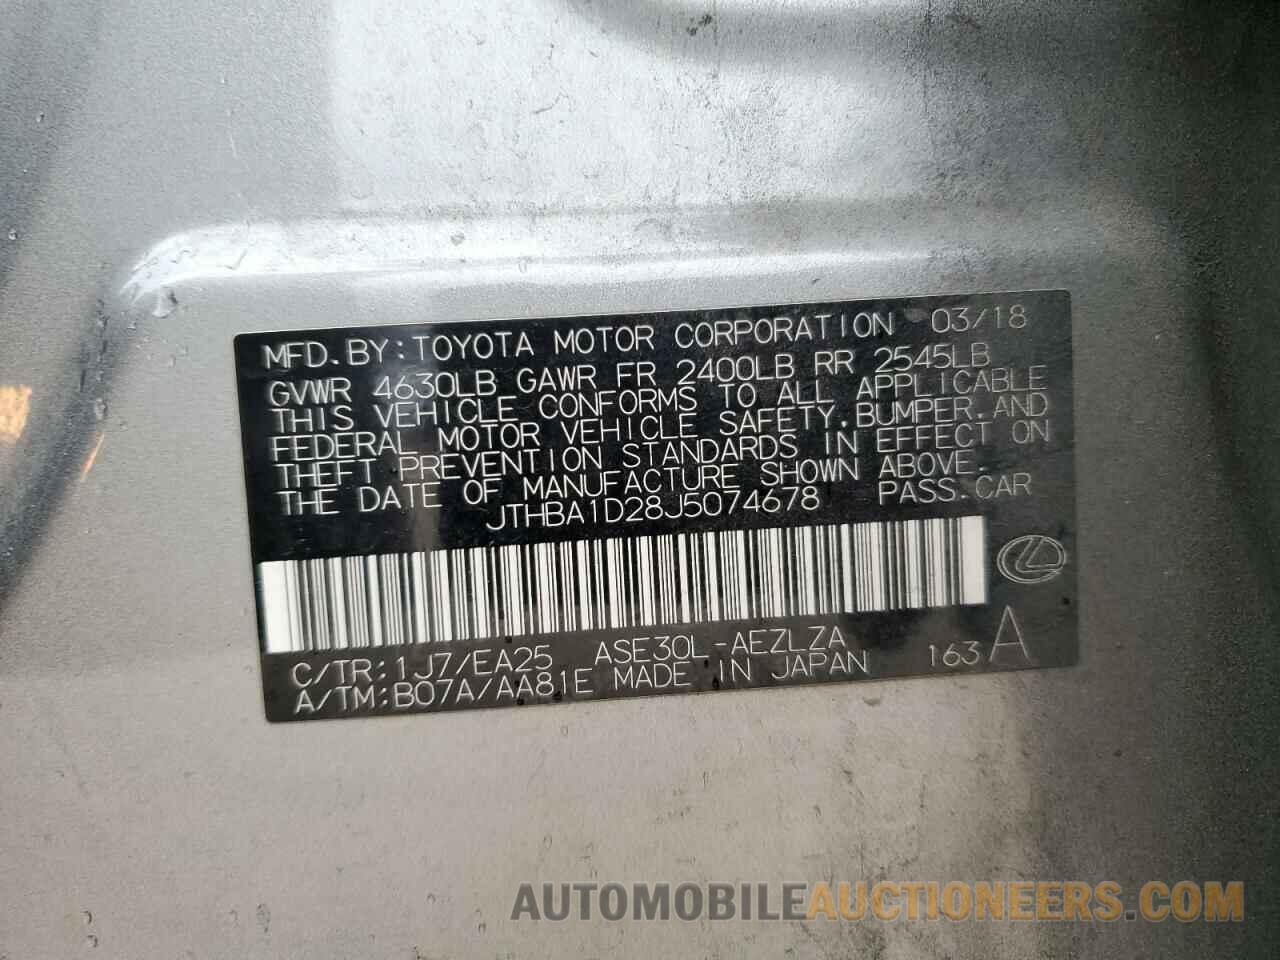 MFD.BY:TOYOTA MOTOR CORPORATION 03/18
GVWR 4630LB GAWR FR 2400LB RR 2545LB
THIS VEHICLE CONFORMS TO ALL APPLICABLE
FEDERAL MOTOR VEHICLE SAFETY,BUMPER,AND
THEFT PREVENTION STANDARDS IN EFFECT ON
THE DATE OF MANUFACTURE SHOWN ABOVE.
JTHBA1D28J5074678 PASS.CAR
C/TR:1J7/EA25 ASE30L-AEZLZA
A/TM:B07A/AA81E MADE IN JAPAN 163 A
AUTOMOBILEAUCTIONEERS.COM